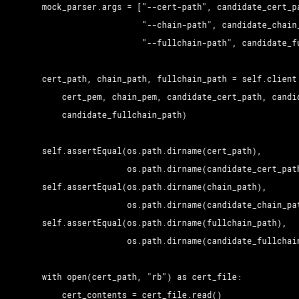 mock_parser.args = ["--cert-path", candidate_cert_pa
"--chain-path", candidate_chain_
"--fullchain-path", candidate_fu
cert_path, chain_path, fullchain_path = self.client
cert_pem, chain_pem, candidate_cert_path, candid
candidate_fullchain_path)
self.assertEqual(os.path.dirname(cert_path),
os.path.dirname(candidate_cert_path
self.assertEqual(os.path.dirname(chain_path),
os.path.dirname(candidate_chain_pat
self.assertEqual(os.path.dirname(fullchain_path),
os.path.dirname(candidate_fullchain
with open(cert_path, "rb") as cert_file:
cert_contents = cert_file.read()